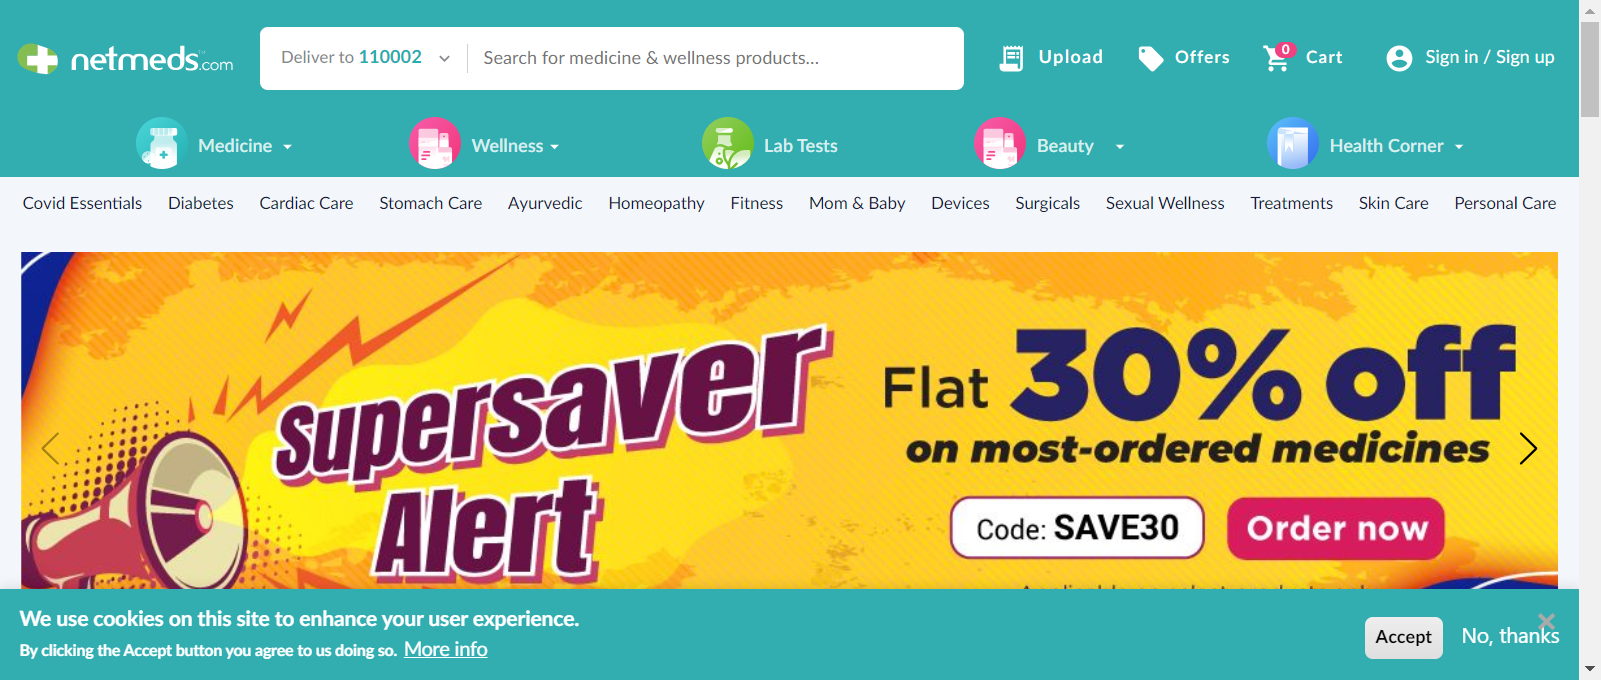 netmeds.com™
Deliver to 110002
Search for medicine & wellness products...
Upload
Offers
0
Cart
Sign in / Sign up
Medicine
Wellness
Lab Tests
Beauty
Health Corner
Covid Essentials Diabetes Cardiac Care Stomach Care Ayurvedic Homeopathy Fitness Mom & Baby Devices Surgicals Sexual Wellness Treatments Skin Care Personal Care
Supersaver
Alert
Flat 30% off
on most-ordered medicines
Code: SAVE30
Order now
We use cookies on this site to enhance your user experience.
By clicking the Accept button you agree to us doing so. More info
Accept
No, thanks